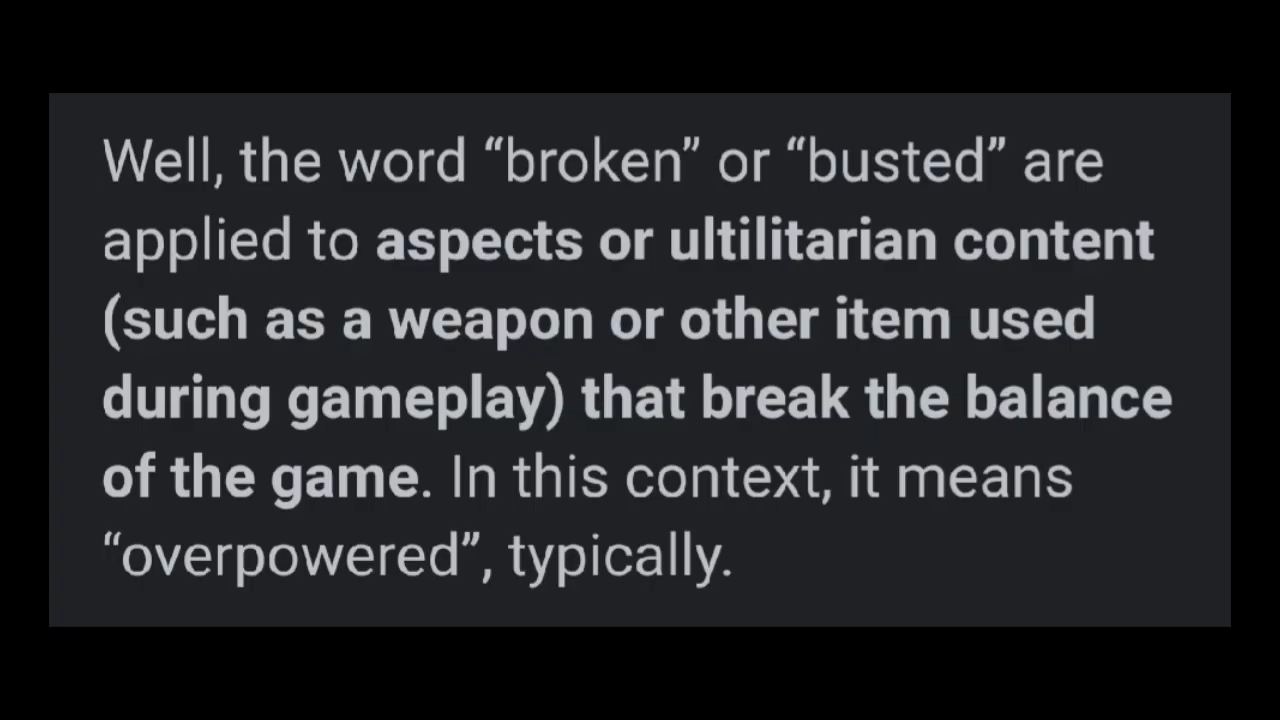 Well, the word “broken” or “busted” are
applied to aspects or ultilitarian content
(such as a weapon or other item used
during gameplay) that break the balance
of the game. In this context, it means
“overpowered”, typically.